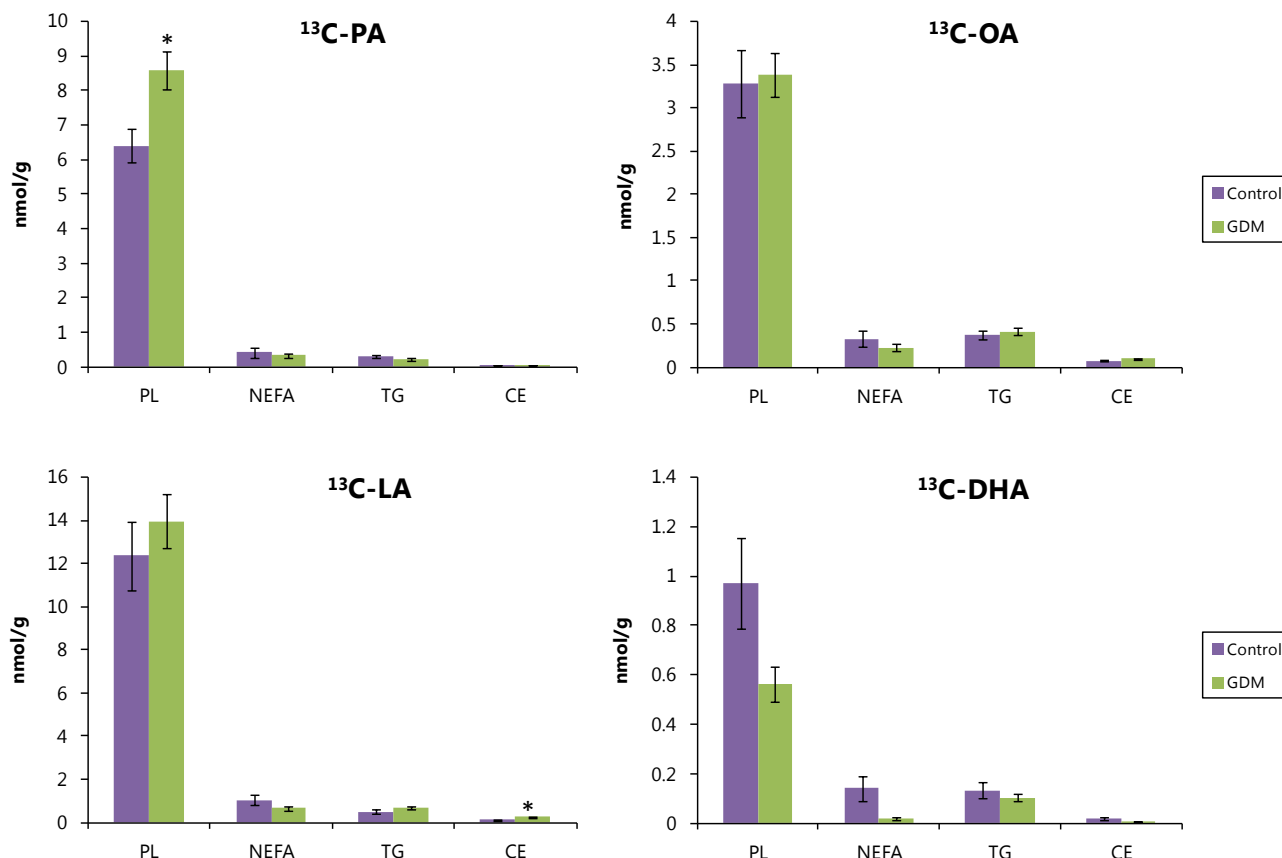 ¹³C-PA
nmol/g
10
9
8
7
6
5
4
3
2
1
0
*
PL NEFA TG CE
¹³C-OA
nmol/g
4
3.5
3
2.5
2
1.5
1
0.5
0
PL NEFA TG CE
Control
GDM
¹³C-LA
nmol/g
16
14
12
10
8
6
4
2
0
*
PL NEFA TG CE
¹³C-DHA
nmol/g
1.4
1.2
1
0.8
0.6
0.4
0.2
0
PL NEFA TG CE
Control
GDM